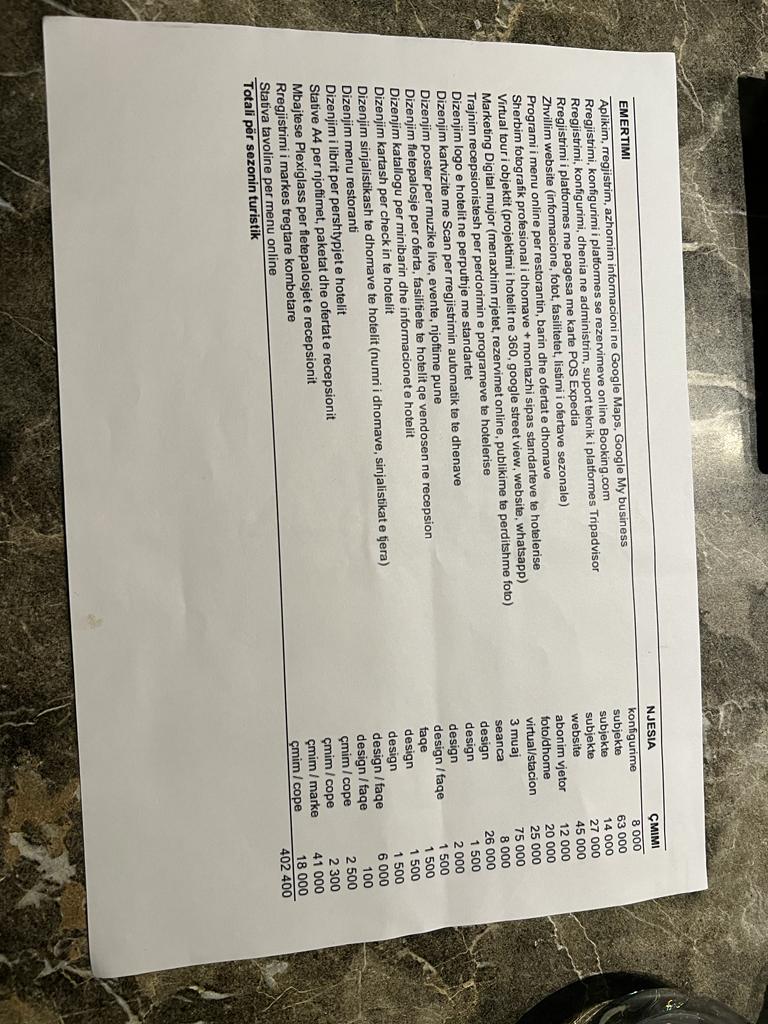 EMERTIMI NJESIA ÇMIMI
Aplikim, rregjistrim, azhornim informacioni ne Google Maps, Google My business konfigurime 8 000
Rregjistrimi, konfigurimi i platformes se rezervimeve online Booking.com subjekte 63 000
Rregjistrimi, konfigurimi, dhenia ne administrim, suport teknik i platformes Tripadvisor subjekte 14 000
Rregjistrimi i platformes me pagesa me karte POS Expedia subjekte 27 000
Zhvillim website (informacione, fotot, fasilitetet, listimi i ofertave sezonale) website 45 000
Programi i menu online per restorantin, barin dhe ofertat e dhomave abonim vjetor 12 000
Sherbim fotografik profesional i dhomave + montazhi sipas standarteve te hotelerise foto/dhome 20 000
Virtual tour i objektit (projektimi i hotelit ne 360, google street view, website, whatsapp) virtual/stacion 25 000
Marketing Digital mujor (menaxhim rrjetet, rezervimet online, publikime te perditshme foto) 3 muaj 75 000
Trajnim recepsionistesh per perdorimin e programeve te hotelerise seanca 8 000
Dizenjim logo e hotelit ne perputhje me standartet design 26 000
Dizenjim kartvizite me Scan per rregjistrimin automatik te te dhenave design 1 500
Dizenjim poster per muzike live, evente, njoftime pune design 2 000
Dizenjim fletepalosje per oferta, fasilitiete te hotelit qe vendosen ne recepsion design / faqe 1 500
Dizenjim katallogu per minibarin dhe informacionet e hotelit faqe 1 500
Dizenjim kartash per check in te hotelit design 1 500
Dizenjim sinjalistikash te dhomave te hotelit (numri i dhomave, sinjalistikat e tjera) design 1 500
Dizenjim menu restoranti design / faqe 6 000
Dizenjim i librit per pershtypjet e hotelit design / faqe 100
Stative A4 per njoftimet, paketat dhe ofertat e recepsionit çmim / cope 2 500
Mbajtese Plexiglass per fletepalosjet e recepsionit çmim / cope 2 300
Rregjistrimi i markes tregtare kombetare çmim / marke 41 000
Stativa tavoline per menu online çmim / cope 18 000
Totali për sezonin turistik 402 400